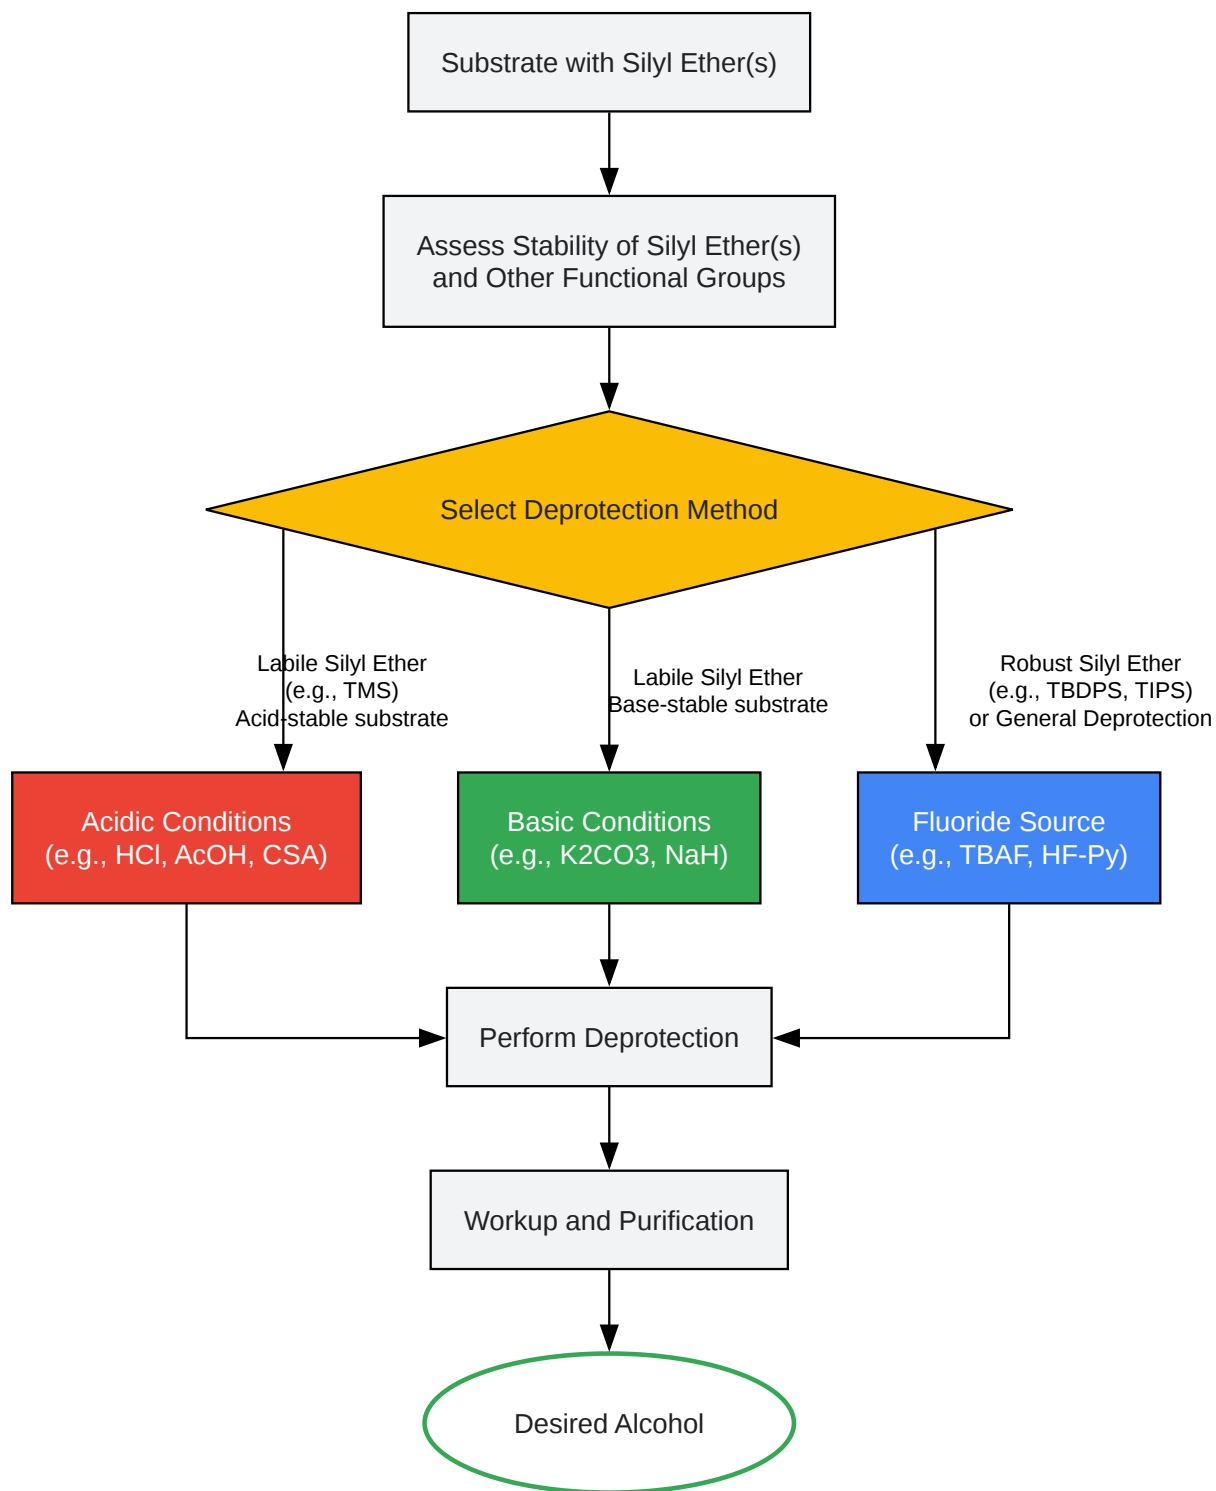 Substrate with Silyl Ether(s)
Assess Stability of Silyl Ether(s)
and Other Functional Groups
Select Deprotection Method
Labile Silyl Ether
(e.g., TMS)
Acid-stable substrate
Labile Silyl Ether
Base-stable substrate
Robust Silyl Ether
(e.g., TBDPS, TIPS)
or General Deprotection
Acidic Conditions
(e.g., HCl, AcOH, CSA)
Basic Conditions
(e.g., K2CO3, NaH)
Fluoride Source
(e.g., TBAF, HF-Py)
Perform Deprotection
Workup and Purification
Desired Alcohol